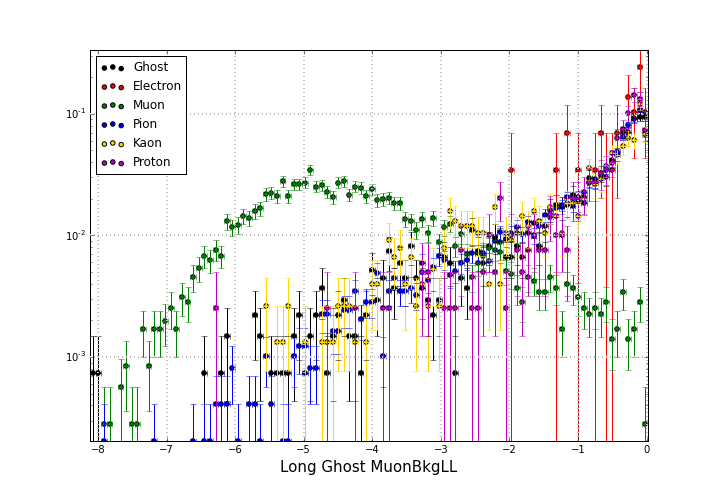 Ghost
Electron
Muon
Pion
Kaon
Proton
10⁻¹
10⁻²
10⁻³
−8 −7 −6 −5 −4 −3 −2 −1 0
Long Ghost MuonBkgLL